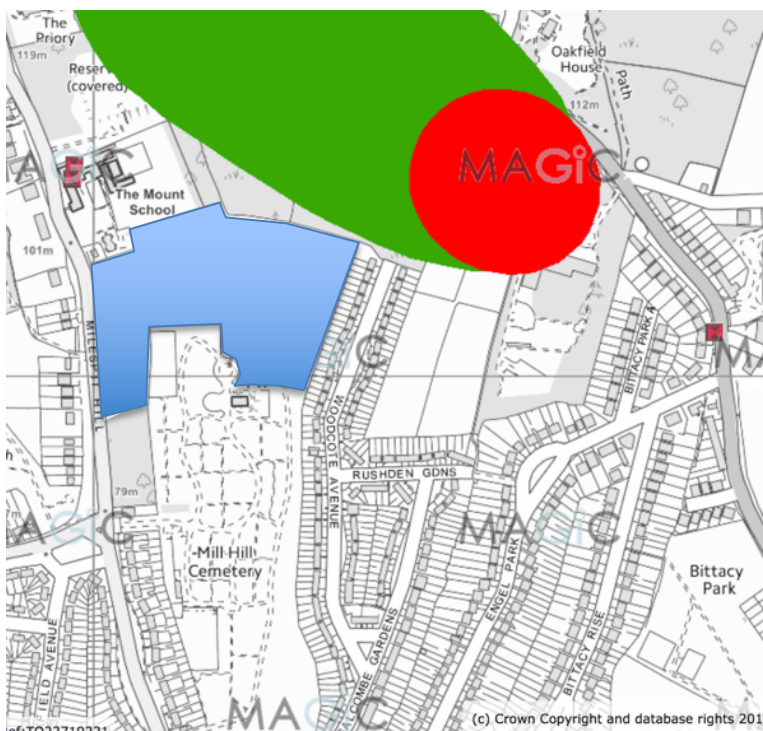 The
Priory
119m
Oakfield
House
Path
112m
(covered)
MAGiC
The Mount
School
101m
MILESPIT HILL
BITTACY PARK
WOODCOTE AVENUE
RUSHDEN GDNS
79m
MAGiC
Mill Hill
Cemetery
ENGEL PARK
Bittacy
Park
BITTACY RISE
GARDENS
AVENUE
MAGiC
(c) Crown Copyright and database rights 201